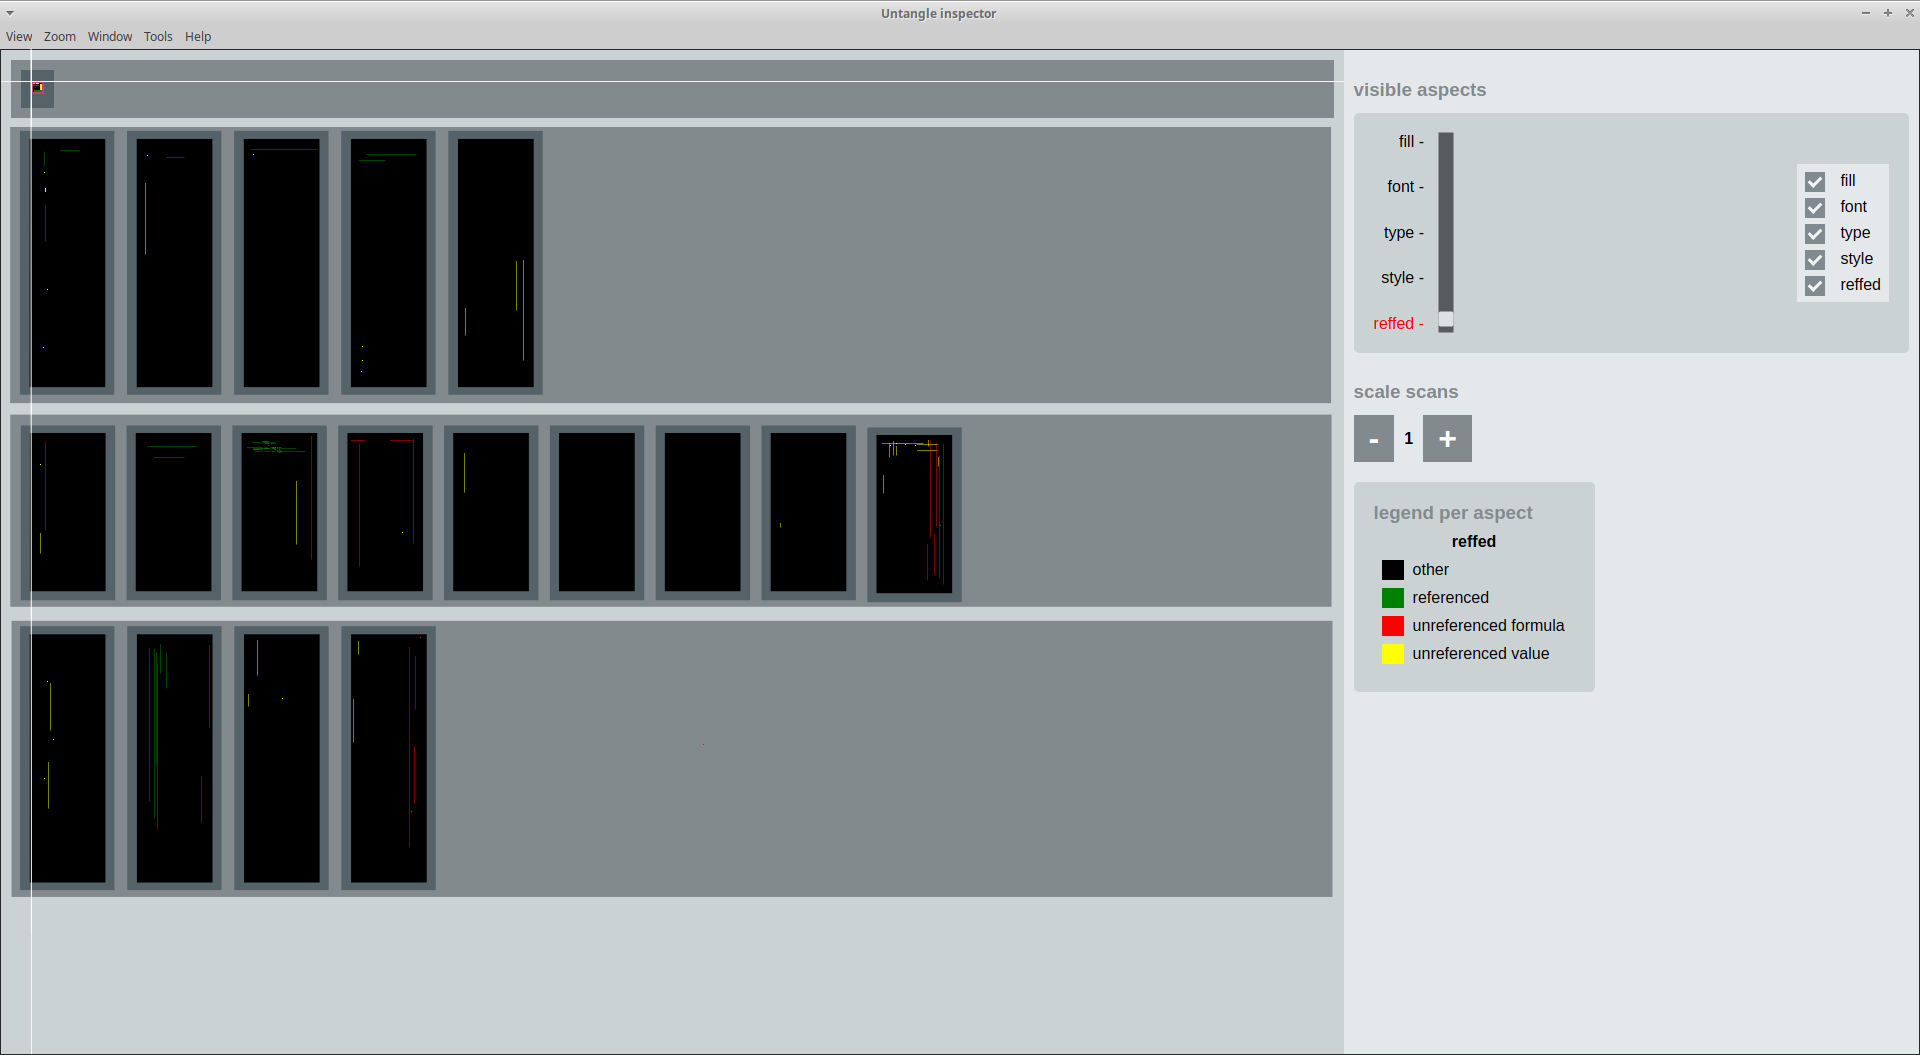 Untangle inspector
View Zoom Window Tools Help
visible aspects
fill -
font -
type -
style -
reffed -
fill
font
type
style
reffed
scale scans
- 1 +
legend per aspect
reffed
other
referenced
unreferenced formula
unreferenced value